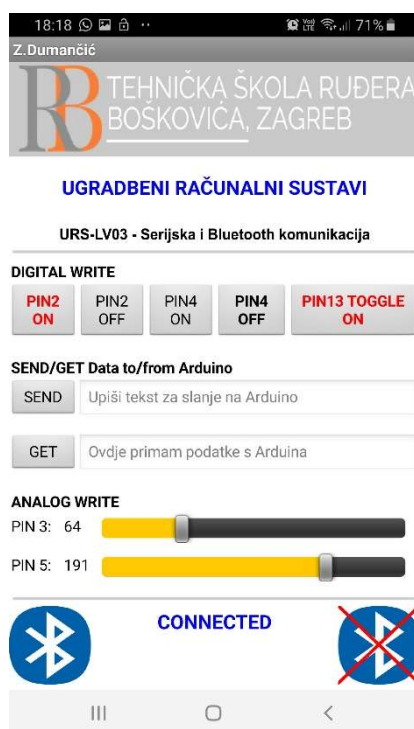 18:18 71%
Z.Dumančić
TEHNIČKA ŠKOLA RUĐERA
BOŠKOVIĆA, ZAGREB
UGRADBENI RAČUNALNI SUSTAVI
URS-LV03 - Serijska i Bluetooth komunikacija
DIGITAL WRITE
PIN2 PIN2 PIN4 PIN4 PIN13 TOGGLE
ON OFF ON OFF ON
SEND/GET Data to/from Arduino
SEND Upiši tekst za slanje na Arduino
GET Ovdje primam podatke s Arduina
ANALOG WRITE
PIN 3: 64
PIN 5: 191
CONNECTED